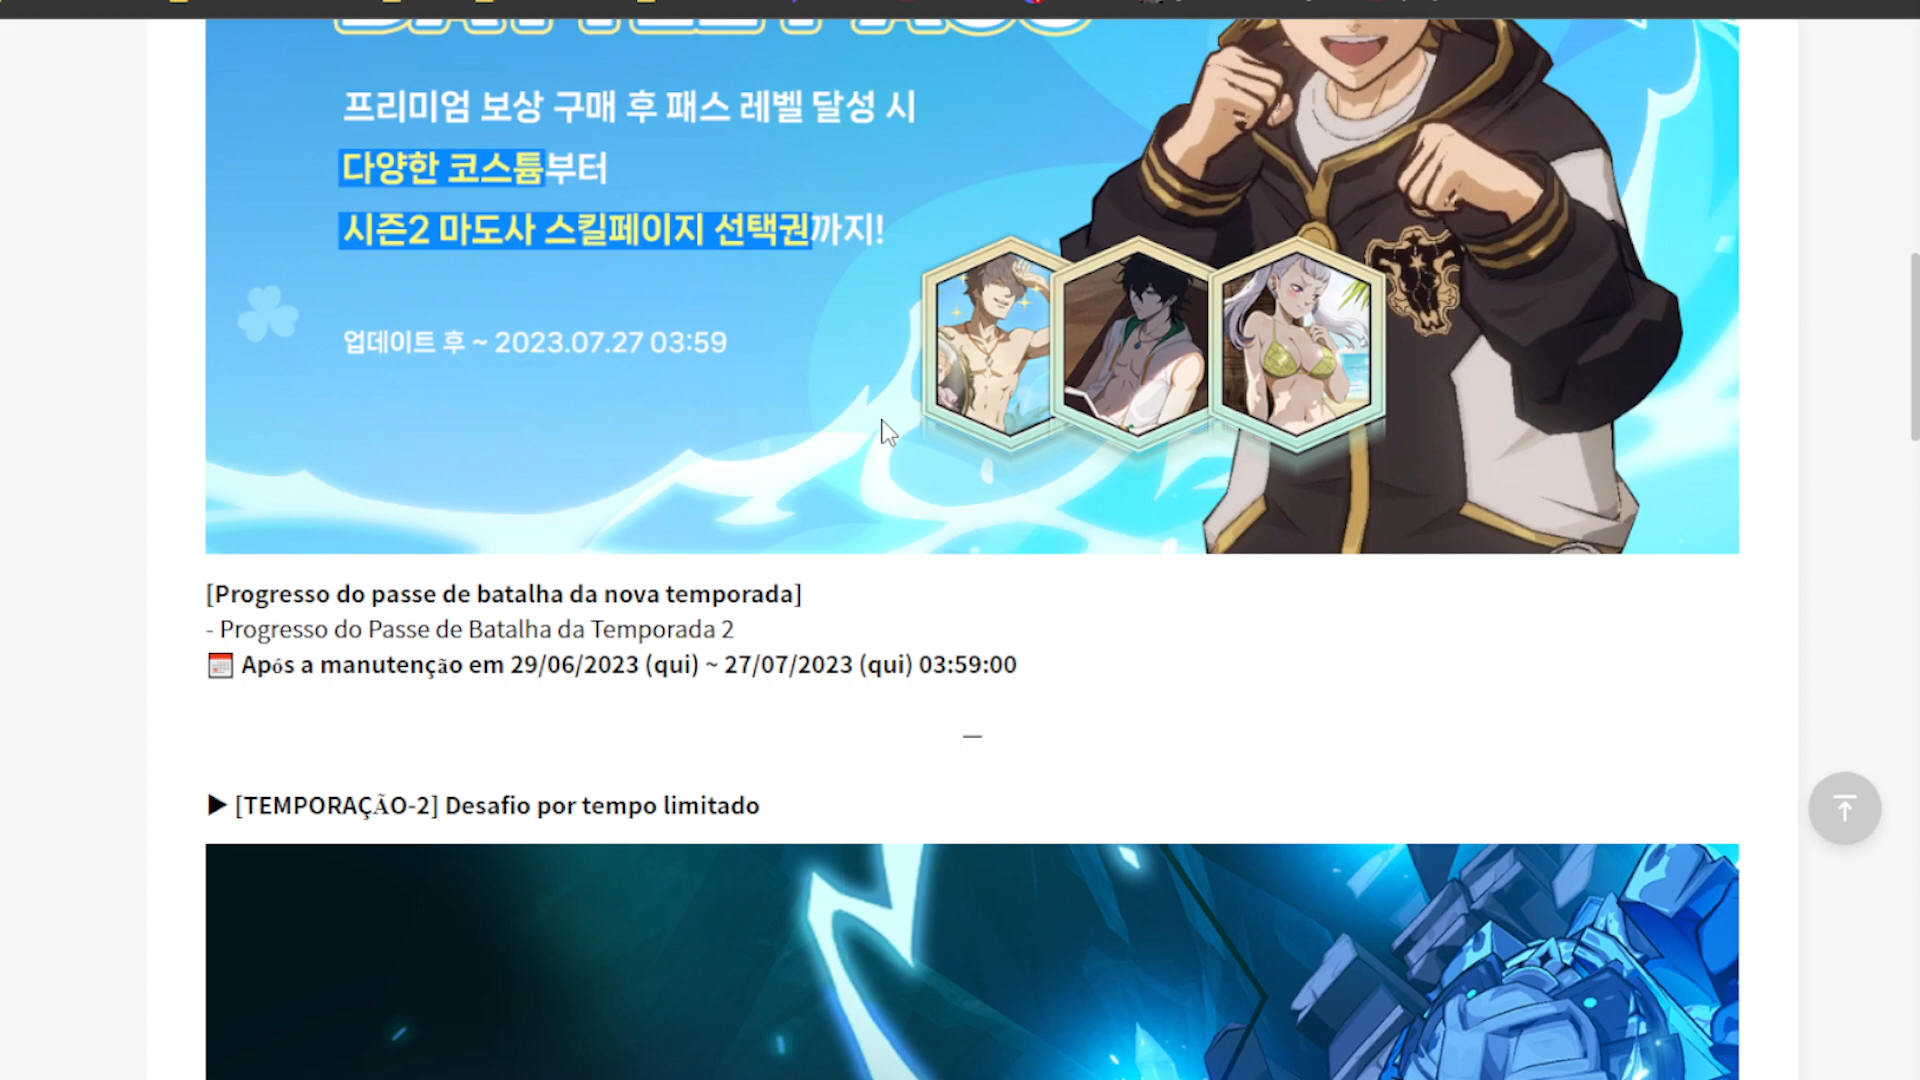 프리미엄 보상 구매 후 패스 레벨 달성 시
다양한 코스튬부터
시즌2 마도사 스킬페이지 선택권까지!
업데이트 후 ~ 2023.07.27 03:59
[Progresso do passe de batalha da nova temporada]
- Progresso do Passe de Batalha da Temporada 2
Após a manutenção em 29/06/2023 (qui) ~ 27/07/2023 (qui) 03:59:00
—
▶ [TEMPORAÇÃO-2] Desafio por tempo limitado